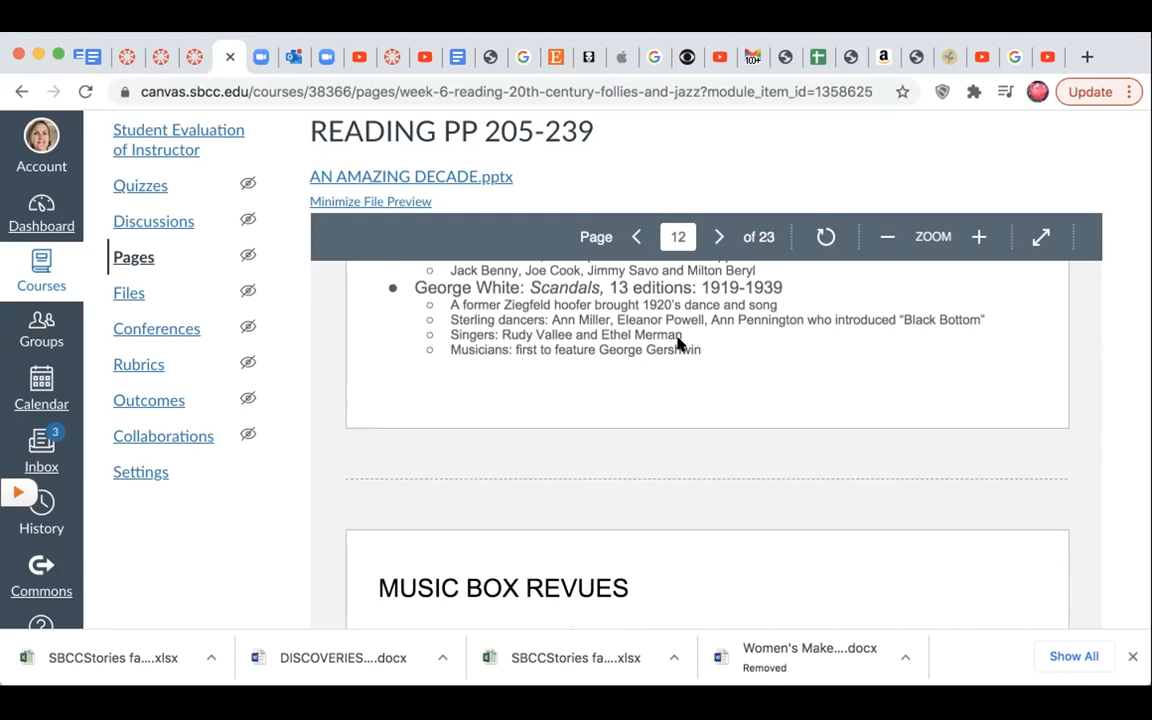 canvas.sbcc.edu/courses/38366/pages/week-6-reading-20th-century-follies-and-jazz?module_item_id=1358625
Update
100+
Account
Dashboard
Courses
Groups
Calendar
3
Inbox
History
Commons
Student Evaluation
of Instructor
Quizzes
Discussions
Pages
Files
Conferences
Rubrics
Outcomes
Collaborations
Settings
READING PP 205-239
AN AMAZING DECADE.pptx
Minimize File Preview
Page 12 of 23 ZOOM
Jack Benny, Joe Cook, Jimmy Savo and Milton Beryl
George White: Scandals, 13 editions: 1919-1939
A former Ziegfeld hoofer brought 1920's dance and song
Sterling dancers: Ann Miller, Eleanor Powell, Ann Pennington who introduced “Black Bottom”
Singers: Rudy Vallee and Ethel Merman
Musicians: first to feature George Gershwin
MUSIC BOX REVUES
SBCCStories fa....xlsx
DISCOVERIES....docx
SBCCStories fa....xlsx
Women's Make....docx
Removed
Show All